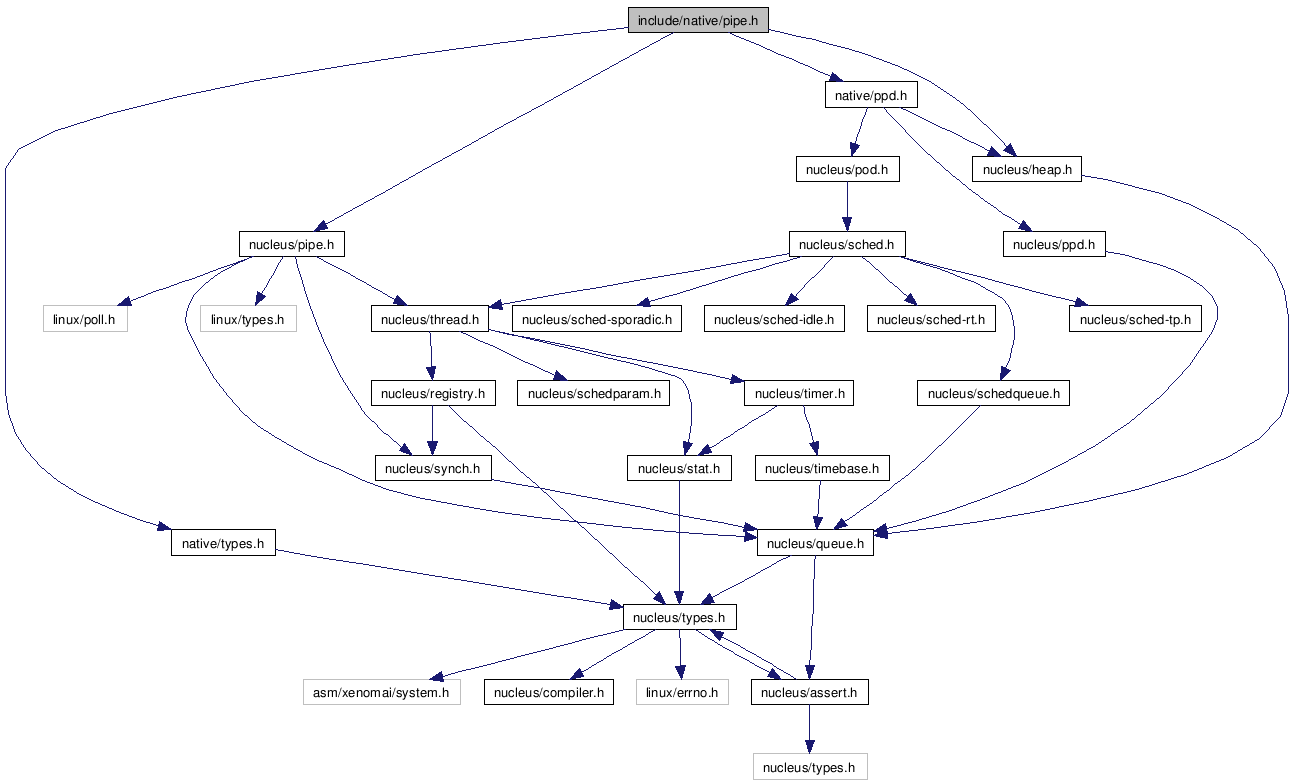 include/native/pipe.h
native/ppd.h
nucleus/pod.h
nucleus/heap.h
nucleus/pipe.h
nucleus/sched.h
nucleus/ppd.h
linux/poll.h
linux/types.h
nucleus/thread.h
nucleus/sched-sporadic.h
nucleus/sched-idle.h
nucleus/sched-rt.h
nucleus/sched-tp.h
nucleus/registry.h
nucleus/schedparam.h
nucleus/timer.h
nucleus/schedqueue.h
nucleus/synch.h
nucleus/stat.h
nucleus/timebase.h
native/types.h
nucleus/queue.h
nucleus/types.h
asm/xenomai/system.h
nucleus/compiler.h
linux/errno.h
nucleus/assert.h
nucleus/types.h